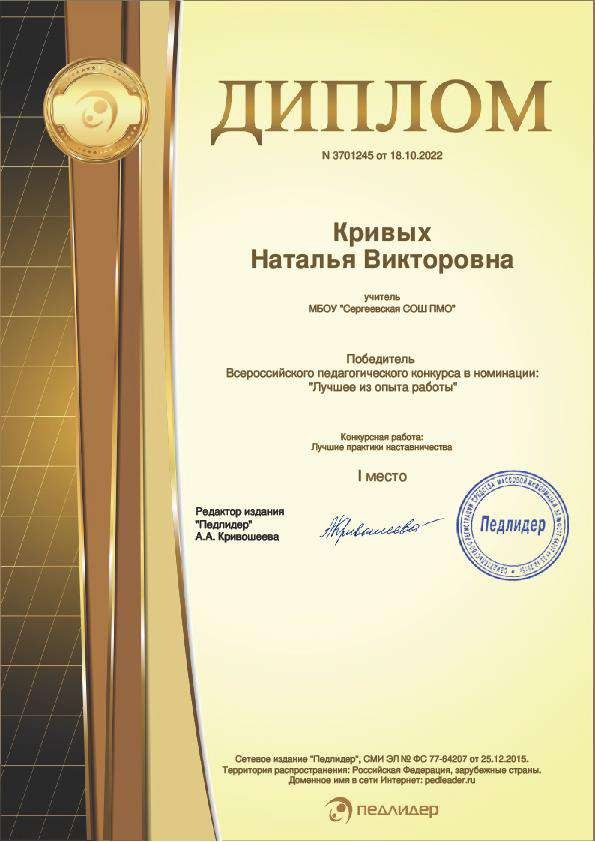 ДИПЛОМ
N 3701245 от 18.10.2022
Кривых
Наталья Викторовна
учитель
МБОУ "Сергеевская СОШ ПМО"
Победитель
Всероссийского педагогического конкурса в номинации:
"Лучшее из опыта работы"
Конкурсная работа:
Лучшие практики наставничества
I место
Редактор издания
"Педлидер"
А.А. Кривошеева
Педлидер
Сетевое издание "Педлидер", СМИ ЭЛ № ФС 77-64207 от 25.12.2015.
Территория распространения: Российская Федерация, зарубежные страны.
Доменное имя в сети Интернет: pedleader.ru
педлидер